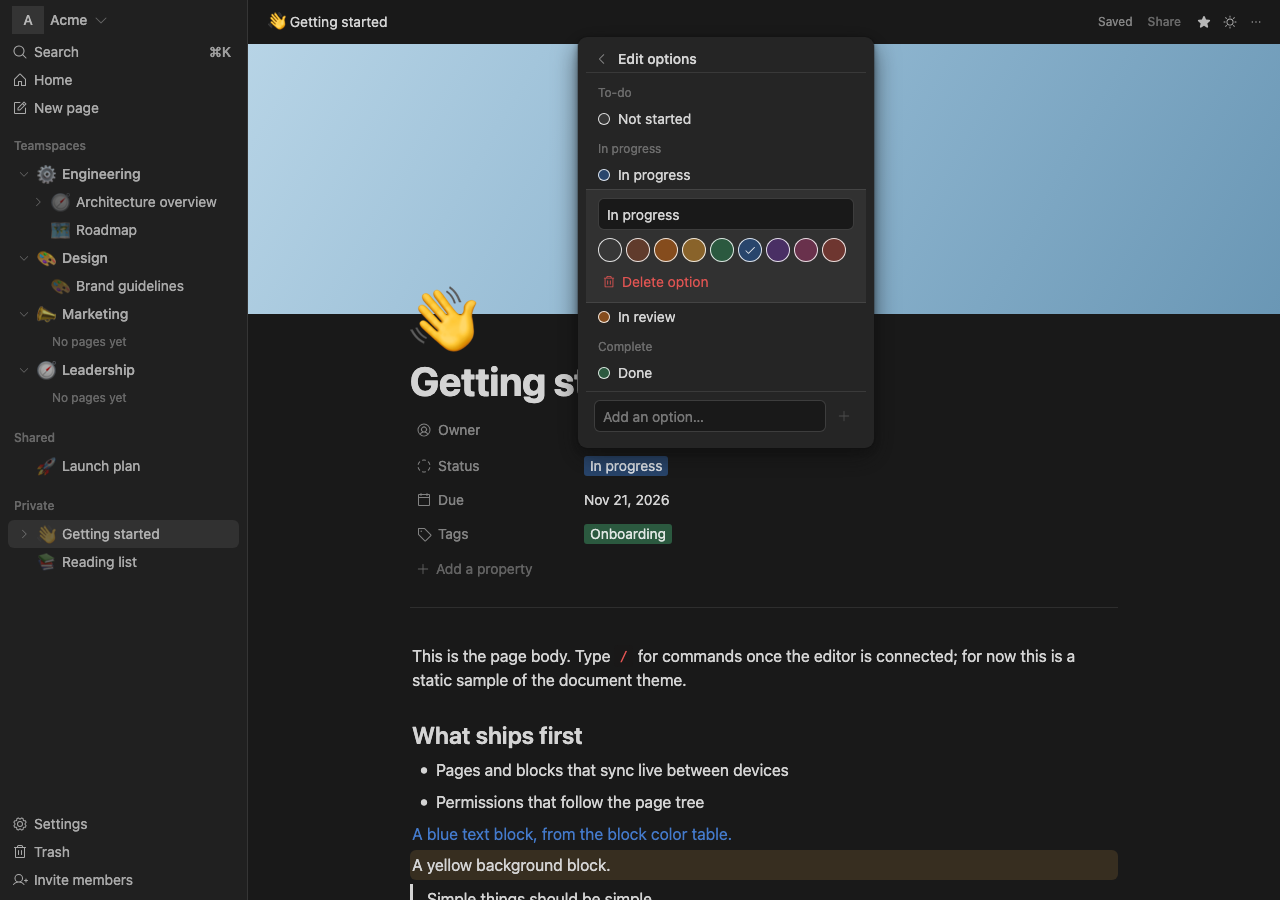 A Acme
Search ⌘K
Home
New page
Teamspaces
Engineering
Architecture overview
Roadmap
Design
Brand guidelines
Marketing
No pages yet
Leadership
No pages yet
Shared
Launch plan
Private
Getting started
Reading list
Settings
Trash
Invite members
Getting started
Saved Share
Edit options
To-do
Not started
In progress
In progress
In progress
Delete option
In review
Complete
Done
Add an option...
Getting st
Owner
Status In progress
Due Nov 21, 2026
Tags Onboarding
Add a property
This is the page body. Type / for commands once the editor is connected; for now this is a
static sample of the document theme.
What ships first
• Pages and blocks that sync live between devices
• Permissions that follow the page tree
A blue text block, from the block color table.
A yellow background block.
Simple things should be simple